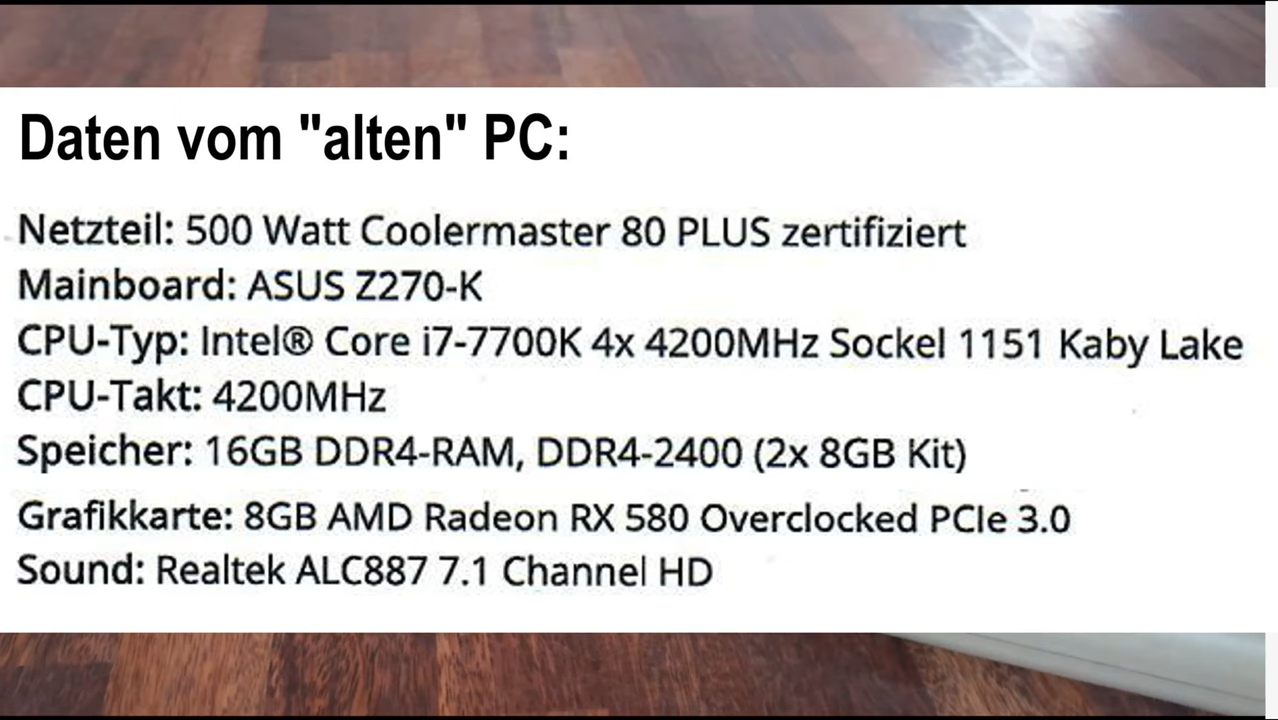 Daten vom "alten" PC:
Netzteil: 500 Watt Coolermaster 80 PLUS zertifiziert
Mainboard: ASUS Z270-K
CPU-Typ: Intel® Core i7-7700K 4x 4200MHz Sockel 1151 Kaby Lake
CPU-Takt: 4200MHz
Speicher: 16GB DDR4-RAM, DDR4-2400 (2x 8GB Kit)
Grafikkarte: 8GB AMD Radeon RX 580 Overclocked PCIe 3.0
Sound: Realtek ALC887 7.1 Channel HD